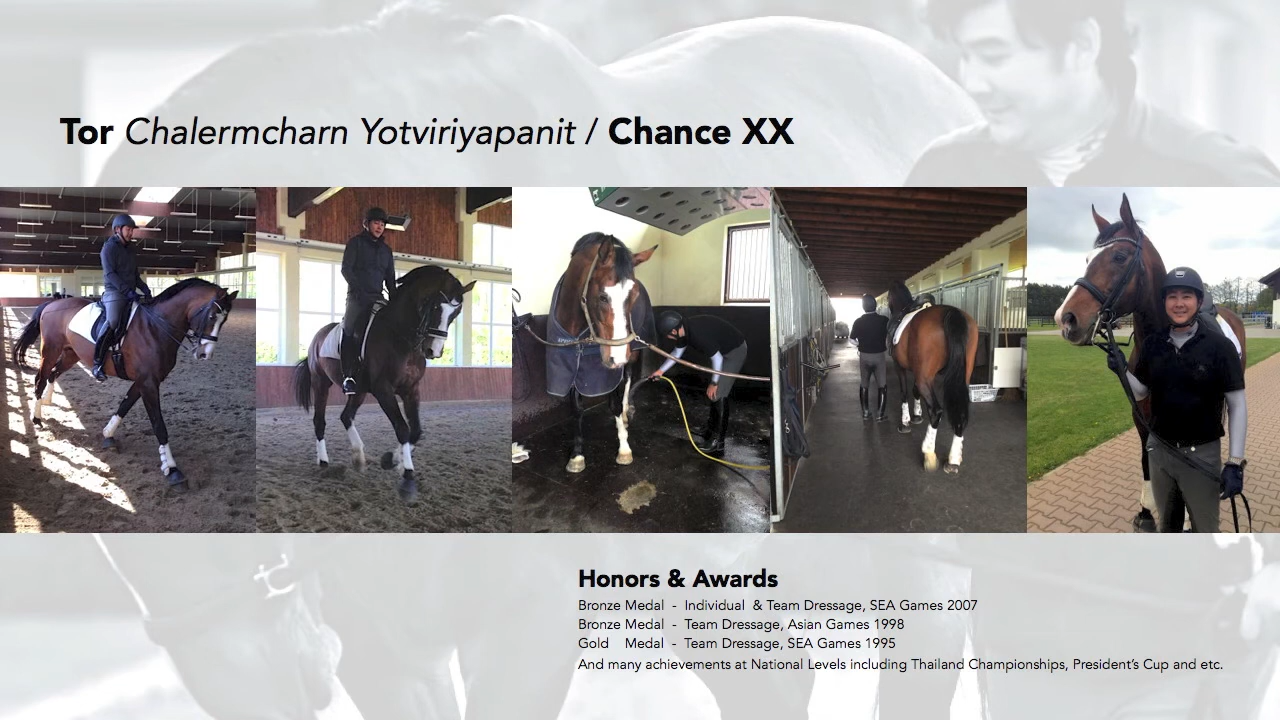 Tor Chalermcharn Yotviriyapanit / Chance XX
Honors & Awards
Bronze Medal - Individual & Team Dressage, SEA Games 2007
Bronze Medal - Team Dressage, Asian Games 1998
Gold Medal - Team Dressage, SEA Games 1995
And many achievements at National Levels including Thailand Championships, President's Cup and etc.